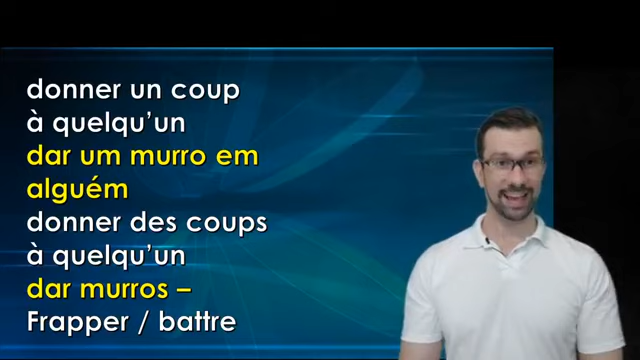 donner un coup
à quelqu’un
dar um murro em
alguém
donner des coups
à quelqu’un
dar murros –
Frapper / battre